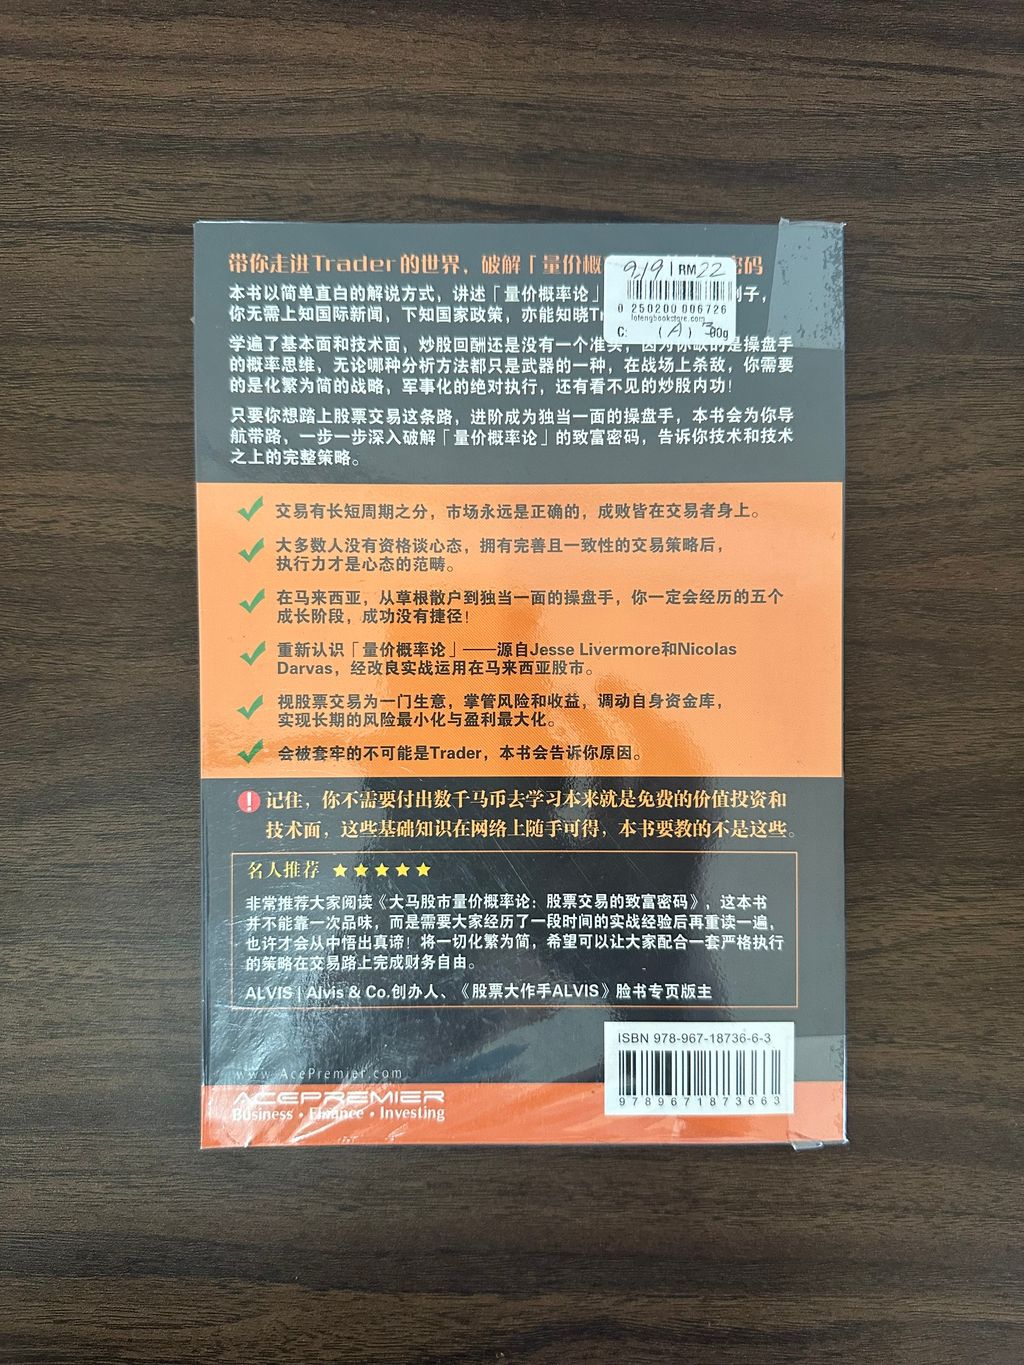 带你走进Trader的世界，破解「量价概 密码
本书以简单直白的解说方式，讲述「量价概率论」 例子，
你无需上知国际新闻，下知国家政策，亦能知晓
学遍了基本面和技术面，炒股回酬还是没有一个准头，因为你缺的是操盘手
的概率思维，无论哪种分析方法都只是武器的一种，在战场上杀敌，你需要
的是化繁为简的战略，军事化的绝对执行，还有看不见的炒股内功！
只要你想踏上股票交易这条路，进阶成为独当一面的操盘手，本书会为你导
航带路，一步一步深入破解「量价概率论」的致富密码，告诉你技术和技术
之上的完整策略。
919 RM22
0 250200 006726
lofengbookstore.com
C: (A) 300g
交易有长短周期之分，市场永远是正确的，成败皆在交易者身上。
大多数人没有资格谈心态，拥有完善且一致性的交易策略后，
执行力才是心态的范畴。
在马来西亚，从草根散户到独当一面的操盘手，你一定会经历的五个
成长阶段，成功没有捷径！
重新认识「量价概率论」——源自Jesse Livermore和Nicolas
Darvas，经改良实战运用在马来西亚股市。
视股票交易为一门生意，掌管风险和收益，调动自身资金库，
实现长期的风险最小化与盈利最大化。
会被套牢的不可能是Trader，本书会告诉你原因。
记住，你不需要付出数千马币去学习本来就是免费的价值投资和
技术面，这些基础知识在网络上随手可得，本书要教的不是这些。
名人推荐 ★★★★★
非常推荐大家阅读《大马股市量价概率论：股票交易的致富密码》，这本书
并不能靠一次品味，而是需要大家经历了一段时间的实战经验后再重读一遍，
也许才会从中悟出真谛！将一切化繁为简，希望可以让大家配合一套严格执行
的策略在交易路上完成财务自由。
ALVIS | Alvis & Co.创办人、《股票大作手ALVIS》脸书专页版主
ISBN 978-967-18736-6-3
9 789671 873663
www.AcePremier.com
ACEPREMIER
Business • Finance • Investing